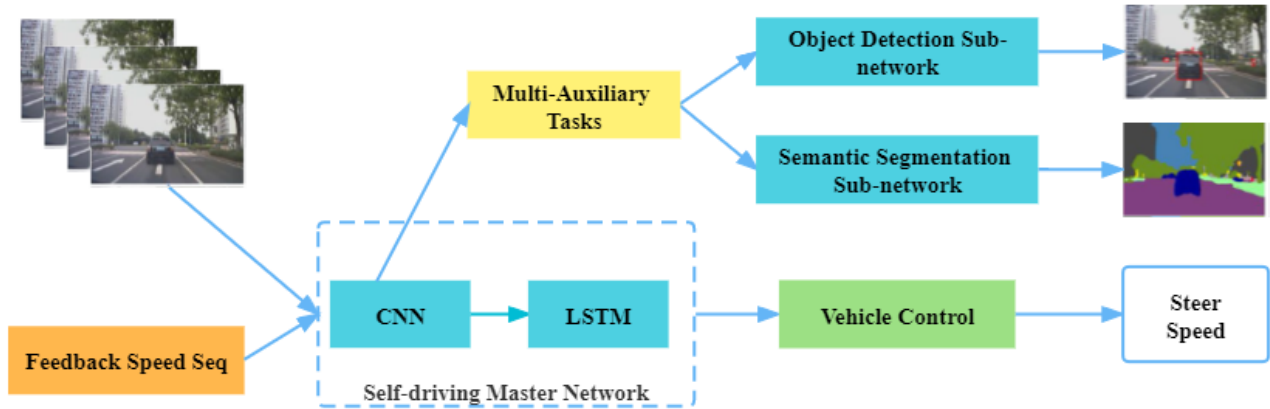 Object Detection Sub-
network
Multi-Auxiliary
Tasks
Semantic Segmentation
Sub-network
CNN
LSTM
Vehicle Control
Steer
Speed
Feedback Speed Seq
Self-driving Master Network